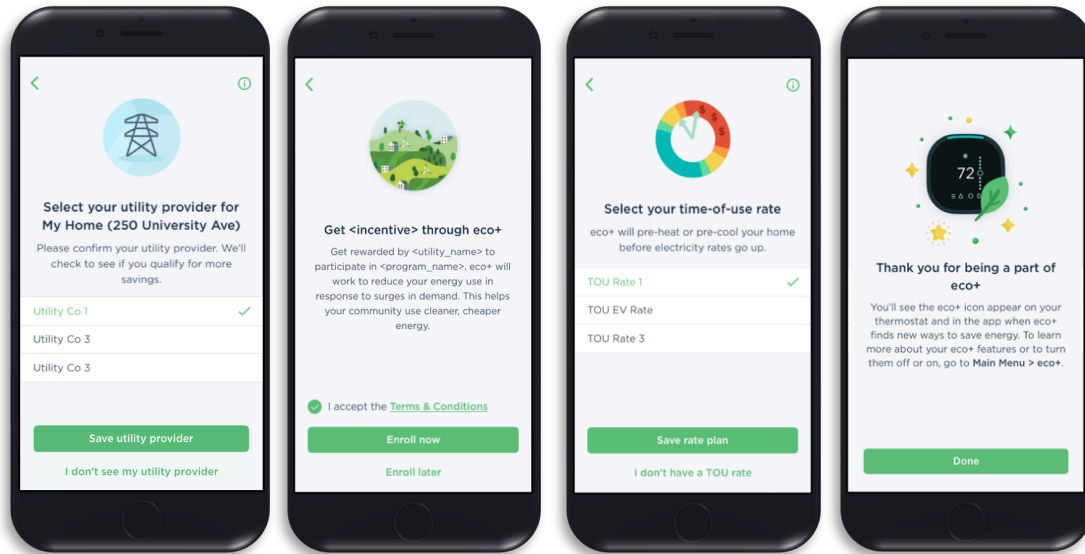 Select your utility provider for
My Home (250 University Ave)
Please confirm your utility provider. We'll
check to see if you qualify for more
savings.
Utility Co 1
Utility Co 3
Utility Co 3
Save utility provider
I don't see my utility provider
Get <incentive> through eco+
Get rewarded by <utility_name> to
participate in <program_name>. eco+ will
work to reduce your energy use in
response to surges in demand. This helps
your community use cleaner, cheaper
energy.
I accept the Terms & Conditions
Enroll now
Enroll later
$ $ $
Select your time-of-use rate
eco+ will pre-heat or pre-cool your home
before electricity rates go up.
TOU Rate 1
TOU EV Rate
TOU Rate 3
Save rate plan
I don't have a TOU rate
72
Thank you for being a part of
eco+
You'll see the eco+ icon appear on your
thermostat and in the app when eco+
finds new ways to save energy. To learn
more about your eco+ features or to turn
them off or on, go to Main Menu > eco+.
Done